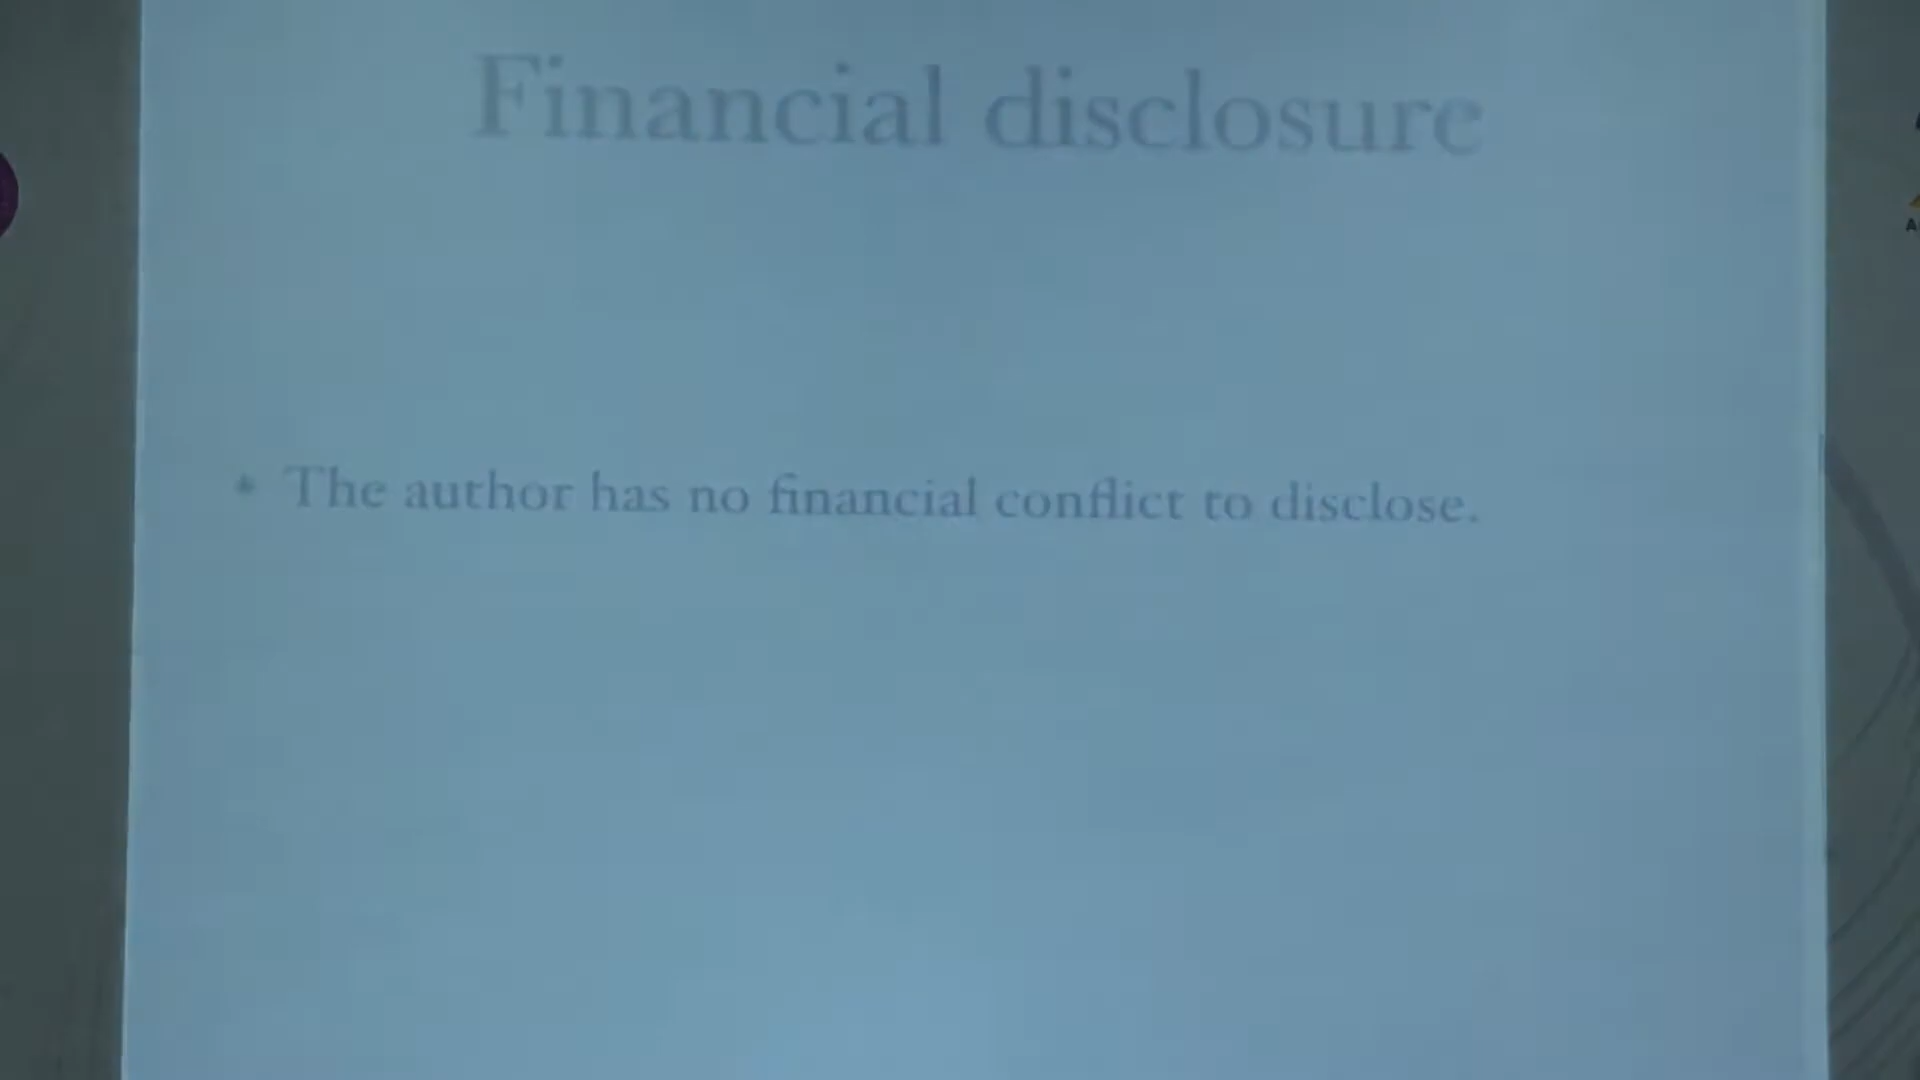 Financial disclosure
• The author has no financial conflict to disclose.